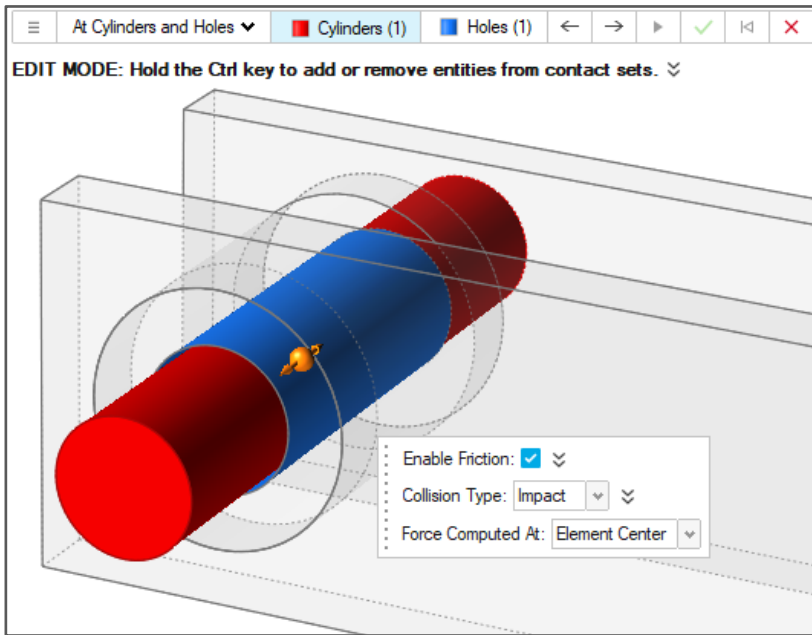 At Cylinders and Holes Cylinders (1) Holes (1)
EDIT MODE: Hold the Ctrl key to add or remove entities from contact sets.
Enable Friction:
Collision Type: Impact
Force Computed At: Element Center